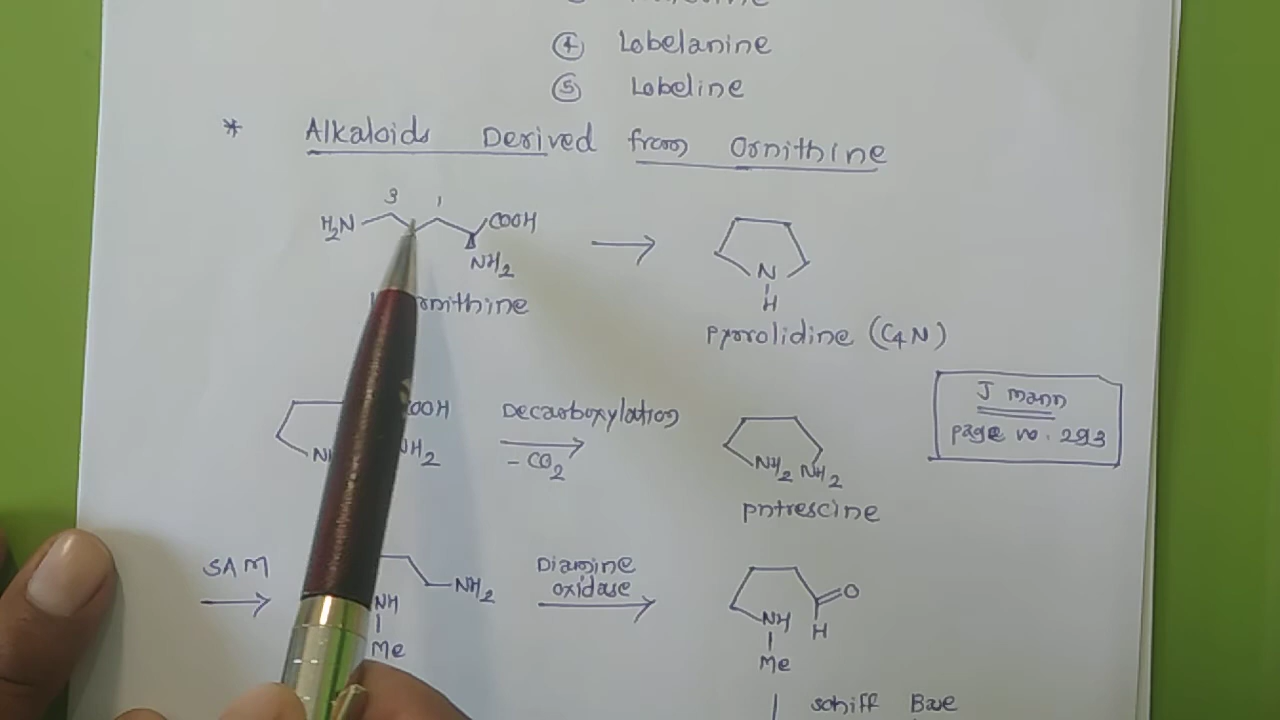 ④ Lobelanine
⑤ Lobeline
* Alkaloids Derived from Ornithine
3 1
H2N COOH
NH2
N
H
ornithine
Pyrrolidine (C4N)
J mann
page no. 293
COOH Decarboxylation
NH2 - CO2
NH2 NH2
putrescine
SAM
NH2
NH
Me
Diamine
oxidase
O
NH H
Me
schiff Base